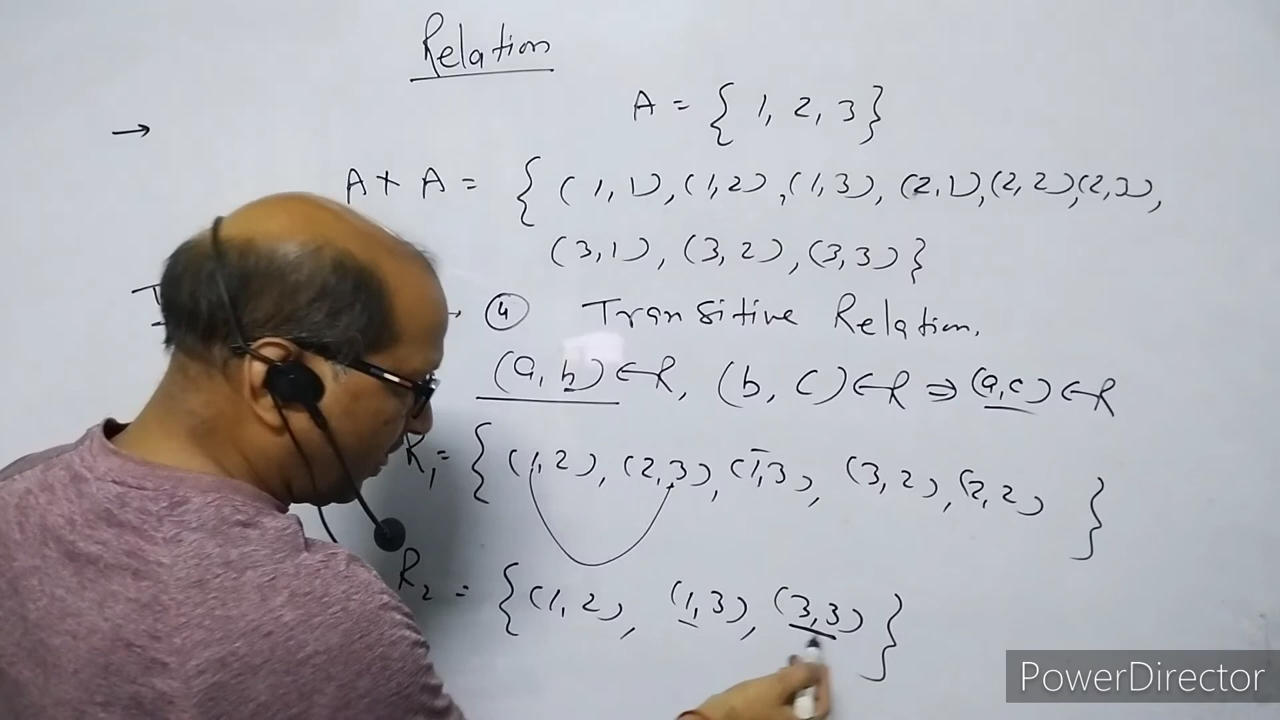 Relation
→
A = { 1, 2, 3}
A × A = { (1,1), (1,2), (1,3), (2,1), (2,2) (2,3),
(3,1), (3,2), (3,3) }
④ Transitive Relation.
(a, b) ∈ R, (b, c) ∈ R ⇒ (a,c) ∈ R
R₁ = { (1,2), (2,3), (1,3), (3,2), (2,2) }
R₂ = { (1,2), (1,3), (3,3) }
PowerDirector